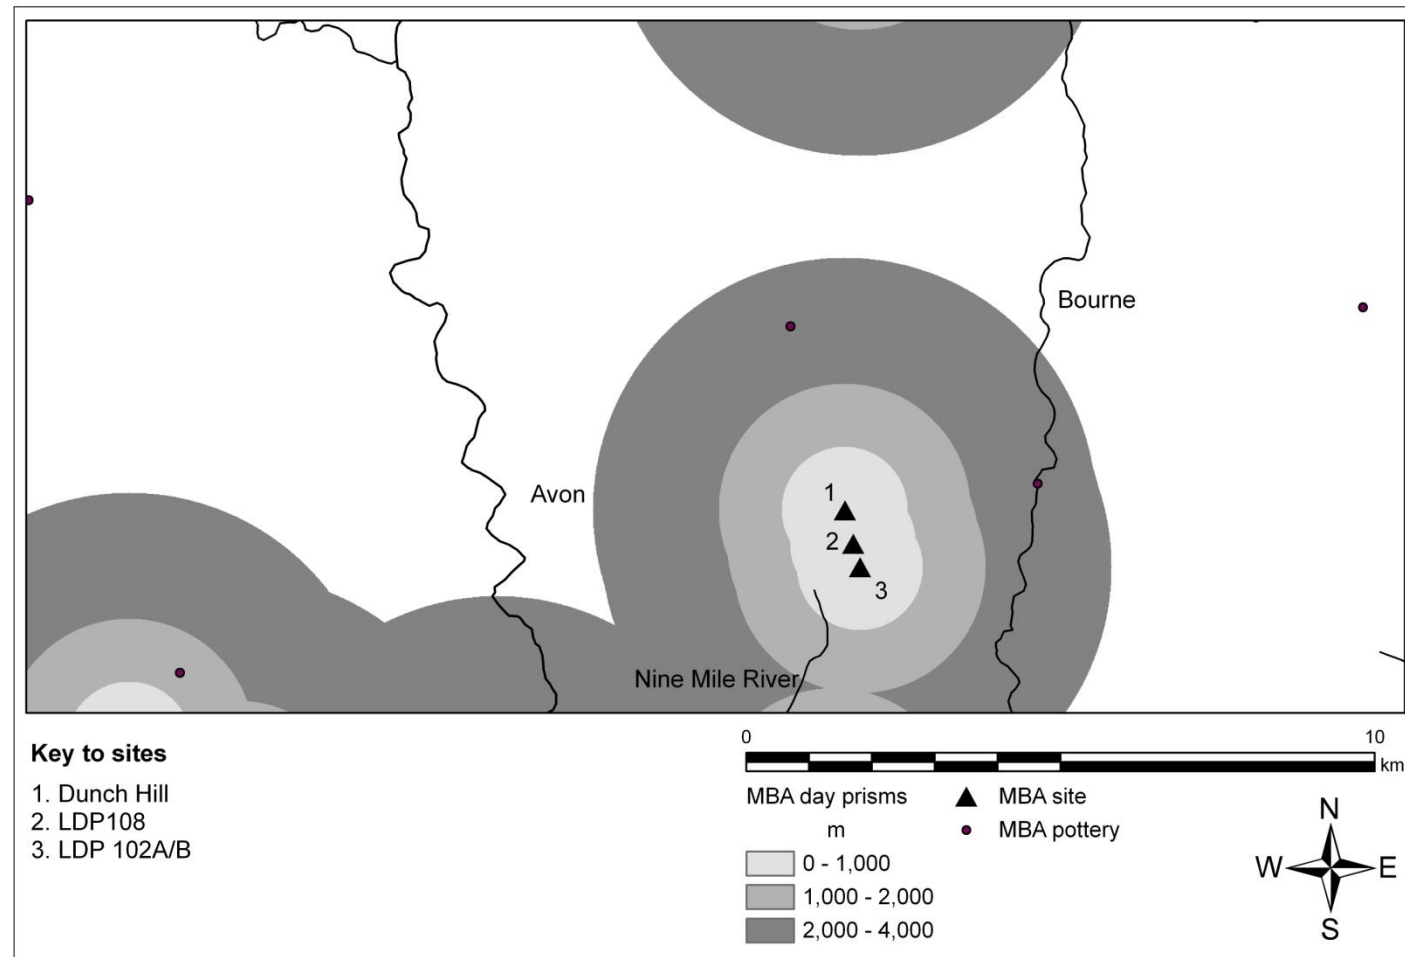 Bourne
Avon
1
2
3
Nine Mile River
Key to sites
1. Dunch Hill
2. LDP108
3. LDP 102A/B
0 10
km
MBA day prisms
m
0 - 1,000
1,000 - 2,000
2,000 - 4,000
MBA site
MBA pottery
N
W E
S